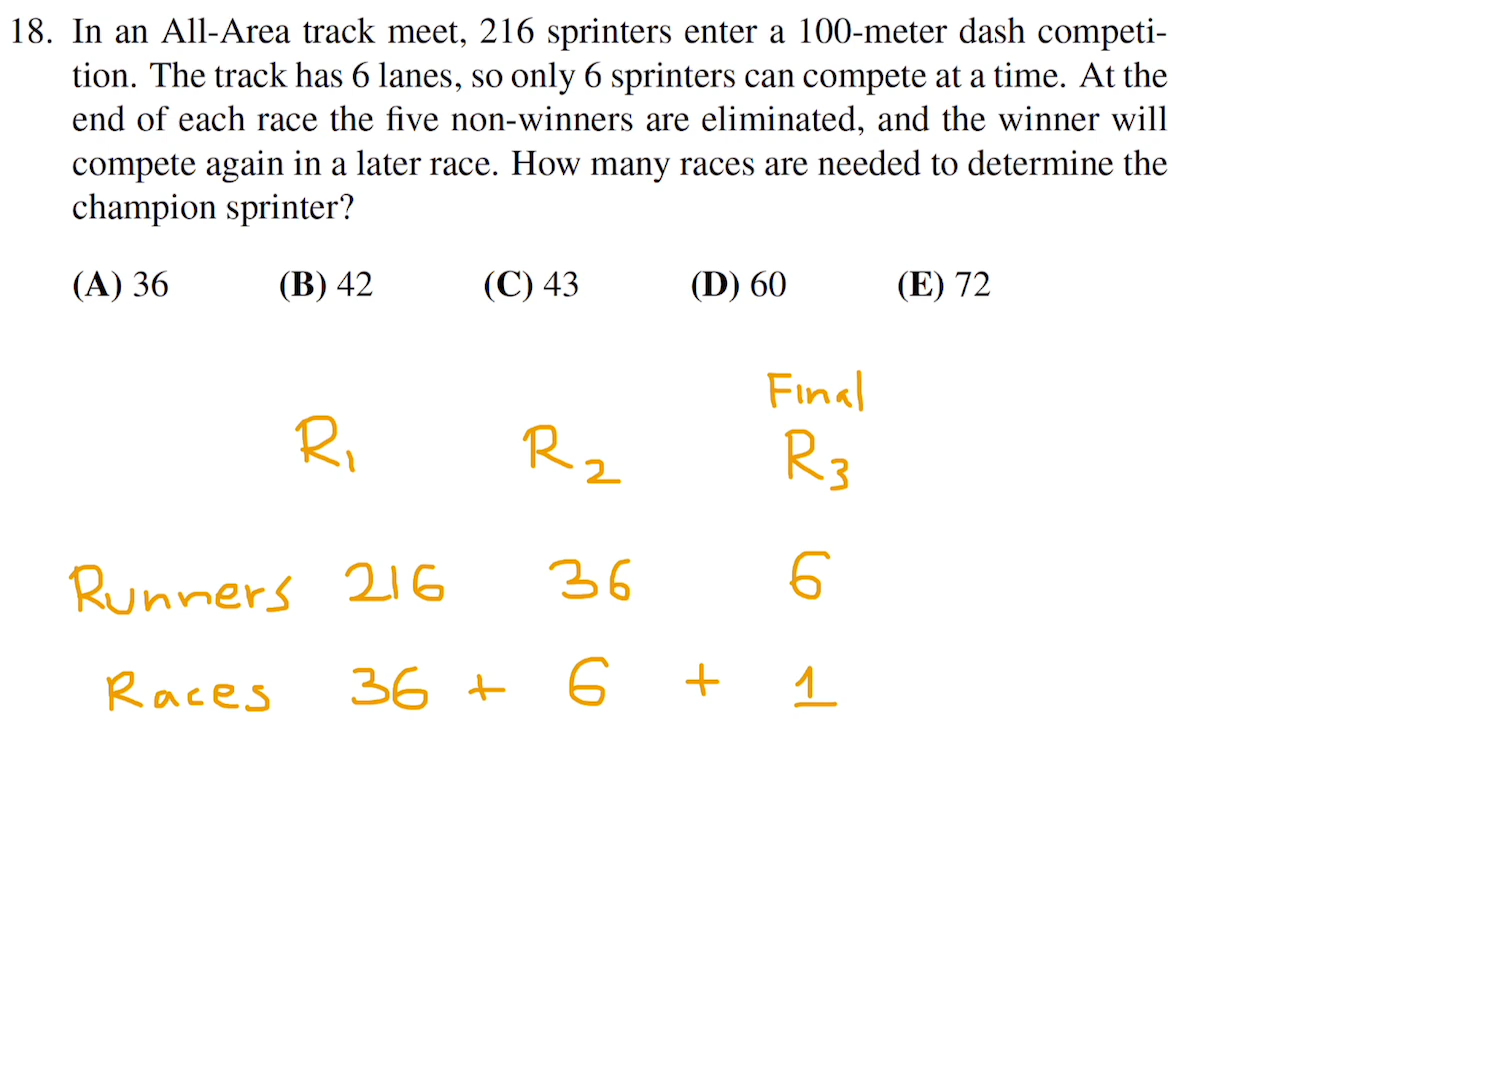 18. In an All-Area track meet, 216 sprinters enter a 100-meter dash competi-
tion. The track has 6 lanes, so only 6 sprinters can compete at a time. At the
end of each race the five non-winners are eliminated, and the winner will
compete again in a later race. How many races are needed to determine the
champion sprinter?
(A) 36 (B) 42 (C) 43 (D) 60 (E) 72
Final
R1 R2 R3
Runners 216 36 6
Races 36 + 6 + 1